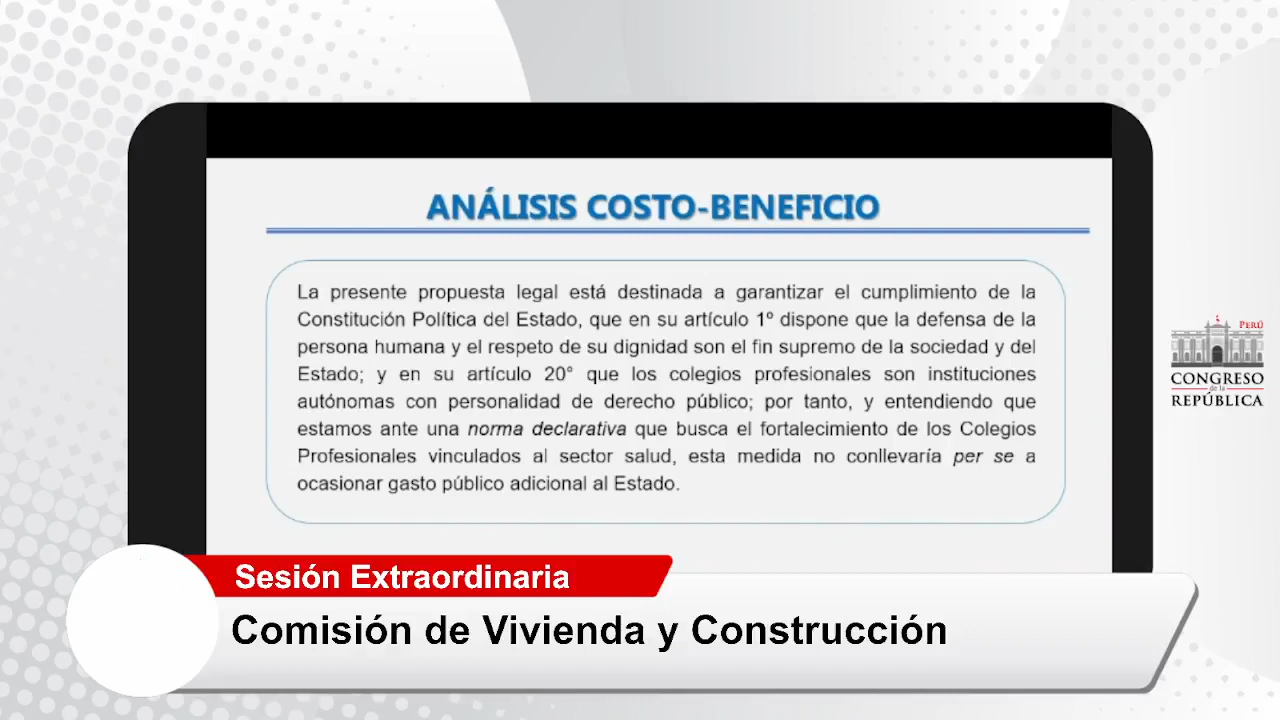 ANÁLISIS COSTO-BENEFICIO
La presente propuesta legal está destinada a garantizar el cumplimiento de la
Constitución Política del Estado, que en su artículo 1º dispone que la defensa de la
persona humana y el respeto de su dignidad son el fin supremo de la sociedad y del
Estado; y en su artículo 20° que los colegios profesionales son instituciones
autónomas con personalidad de derecho público; por tanto, y entendiendo que
estamos ante una norma declarativa que busca el fortalecimiento de los Colegios
Profesionales vinculados al sector salud, esta medida no conllevaría per se a
ocasionar gasto público adicional al Estado.
PERÚ
CONGRESO
de la
REPÚBLICA
Sesión Extraordinaria
Comisión de Vivienda y Construcción